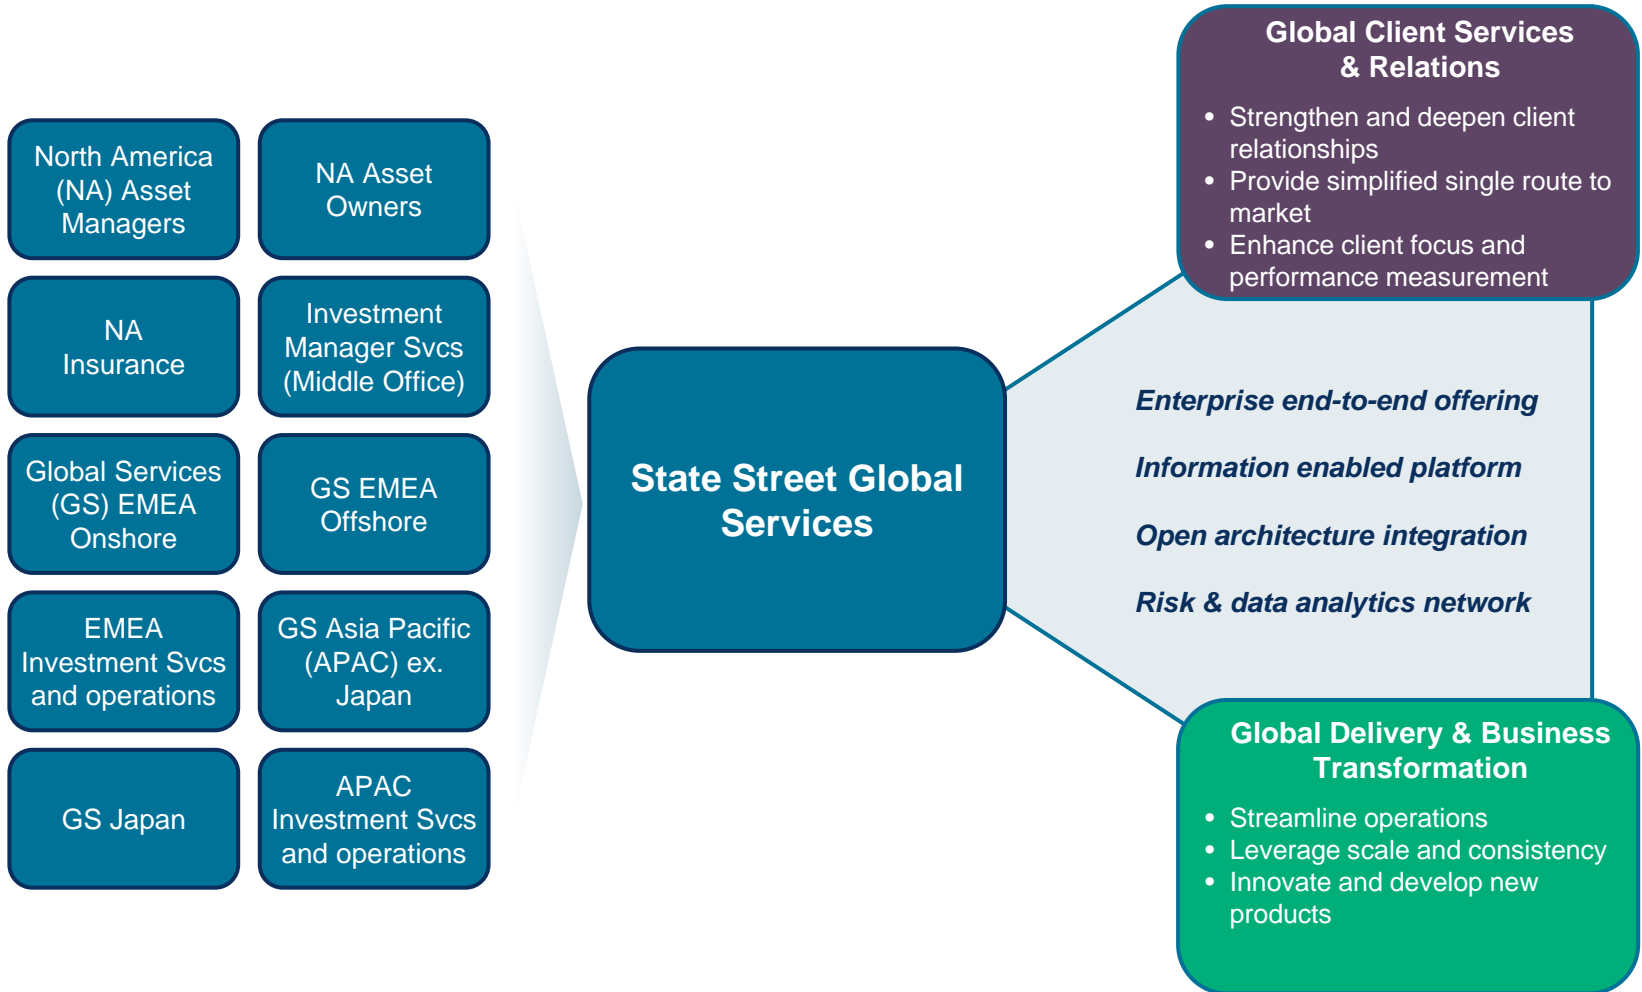 North America
(NA) Asset
Managers
NA Asset
Owners
NA
Insurance
Investment
Manager Svcs
(Middle Office)
Global Services
(GS) EMEA
Onshore
GS EMEA
Offshore
EMEA
Investment Svcs
and operations
GS Asia Pacific
(APAC) ex.
Japan
GS Japan
APAC
Investment Svcs
and operations
State Street Global
Services
Global Client Services
& Relations
• Strengthen and deepen client
relationships
• Provide simplified single route to
market
• Enhance client focus and
performance measurement
Enterprise end-to-end offering
Information enabled platform
Open architecture integration
Risk & data analytics network
Global Delivery & Business
Transformation
• Streamline operations
• Leverage scale and consistency
• Innovate and develop new
products